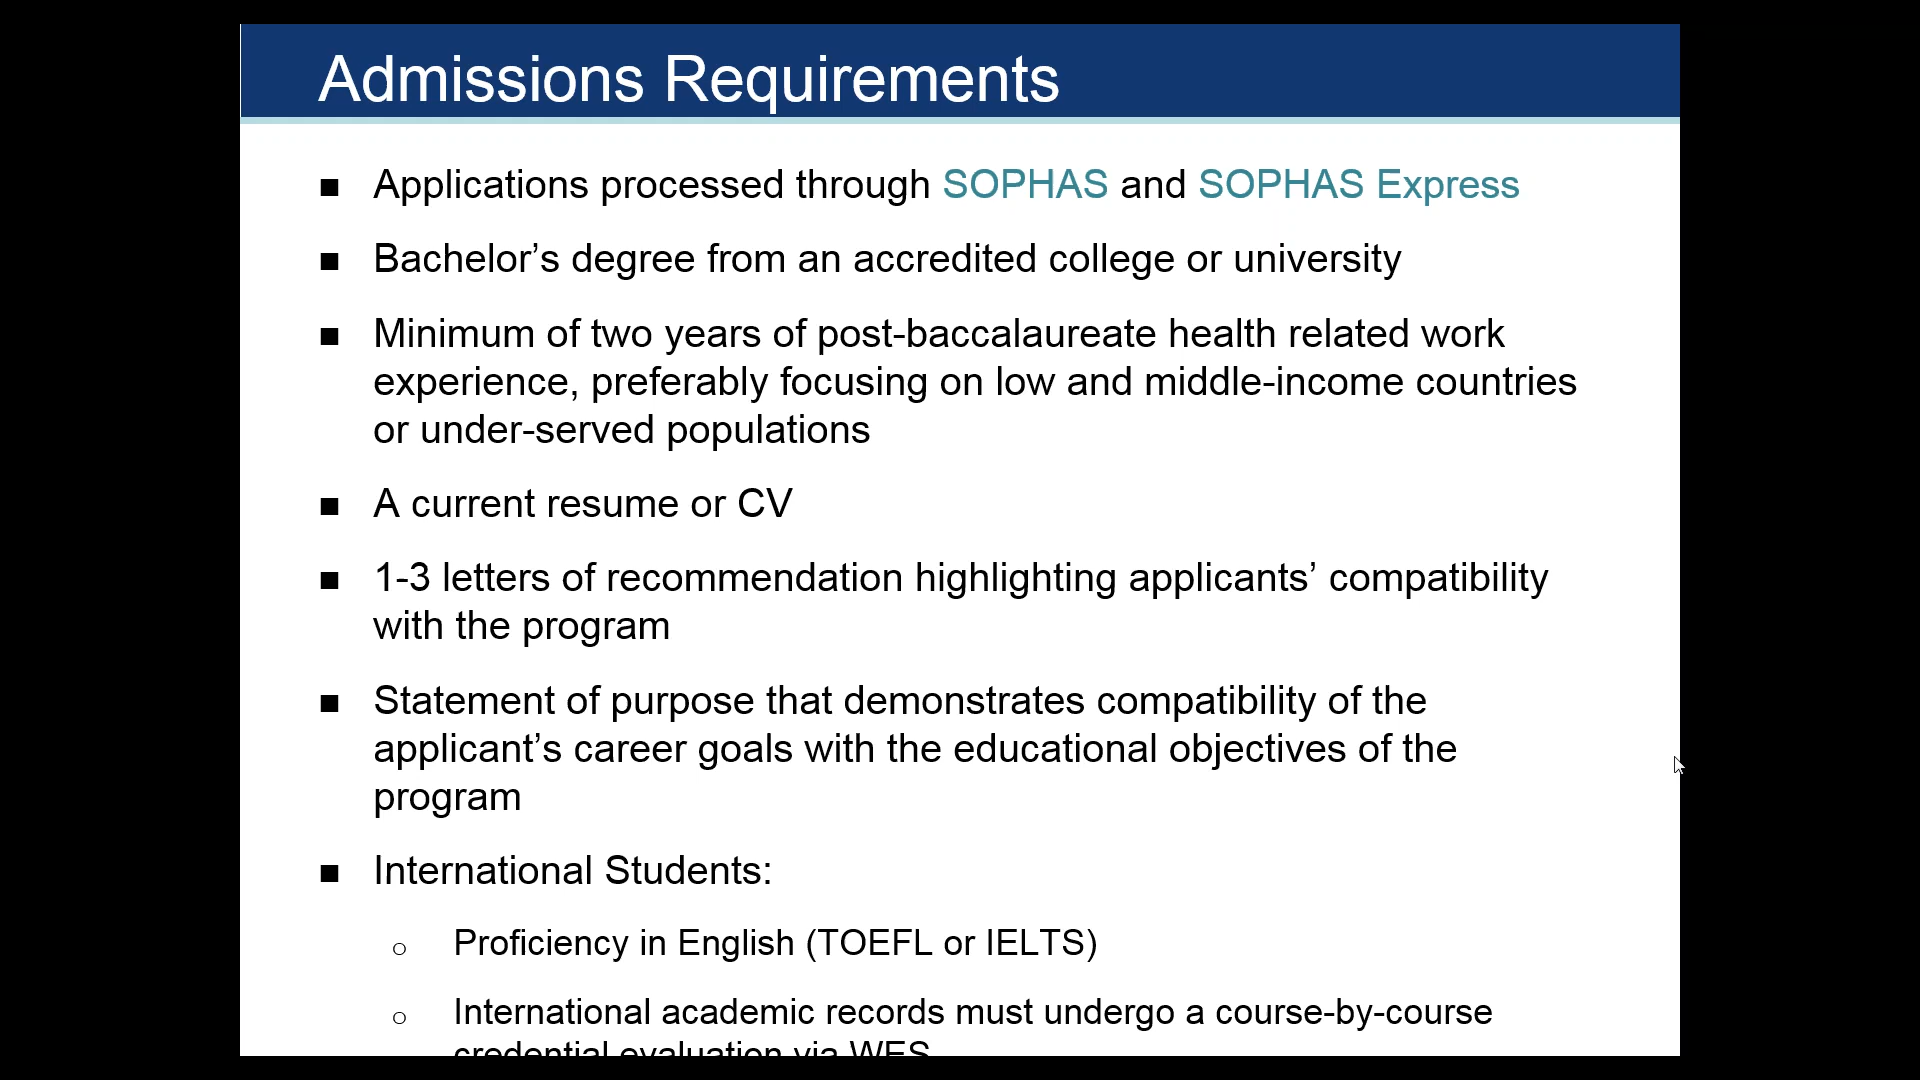 Admissions Requirements
■ Applications processed through SOPHAS and SOPHAS Express
■ Bachelor’s degree from an accredited college or university
■ Minimum of two years of post-baccalaureate health related work
experience, preferably focusing on low and middle-income countries
or under-served populations
■ A current resume or CV
■ 1-3 letters of recommendation highlighting applicants’ compatibility
with the program
■ Statement of purpose that demonstrates compatibility of the
applicant’s career goals with the educational objectives of the
program
■ International Students:
○ Proficiency in English (TOEFL or IELTS)
○ International academic records must undergo a course-by-course
credential evaluation via WES